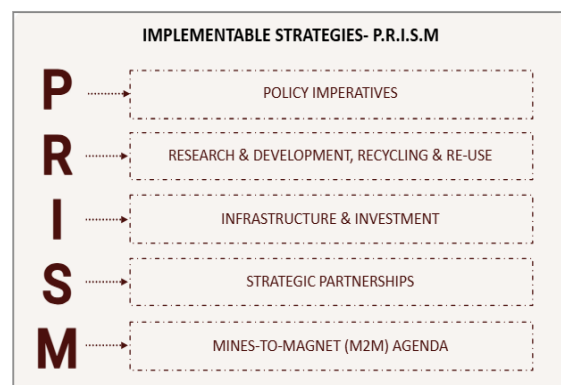 IMPLEMENTABLE STRATEGIES- P.R.I.S.M
P POLICY IMPERATIVES
R RESEARCH & DEVELOPMENT, RECYCLING & RE-USE
I INFRASTRUCTURE & INVESTMENT
S STRATEGIC PARTNERSHIPS
M MINES-TO-MAGNET (M2M) AGENDA